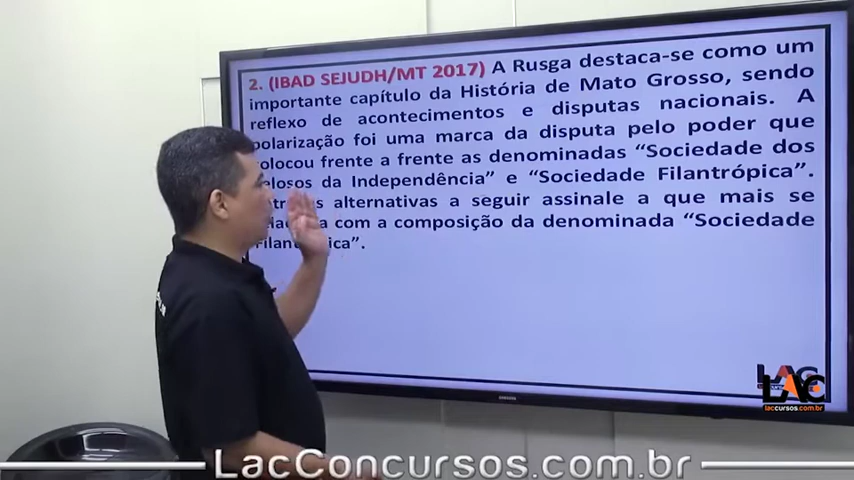 2. (IBAD SEJUDH/MT 2017) A Rusga destaca-se como um
importante capítulo da História de Mato Grosso, sendo
reflexo de acontecimentos e disputas nacionais. A
polarização foi uma marca da disputa pelo poder que
colocou frente a frente as denominadas “Sociedade dos
da Independência” e “Sociedade Filantrópica”.
alternativas a seguir assinale a que mais se
com a composição da denominada “Sociedade
”.
SAMSUNG
LAC
laccursos.com.br
LacConcursos.com.br